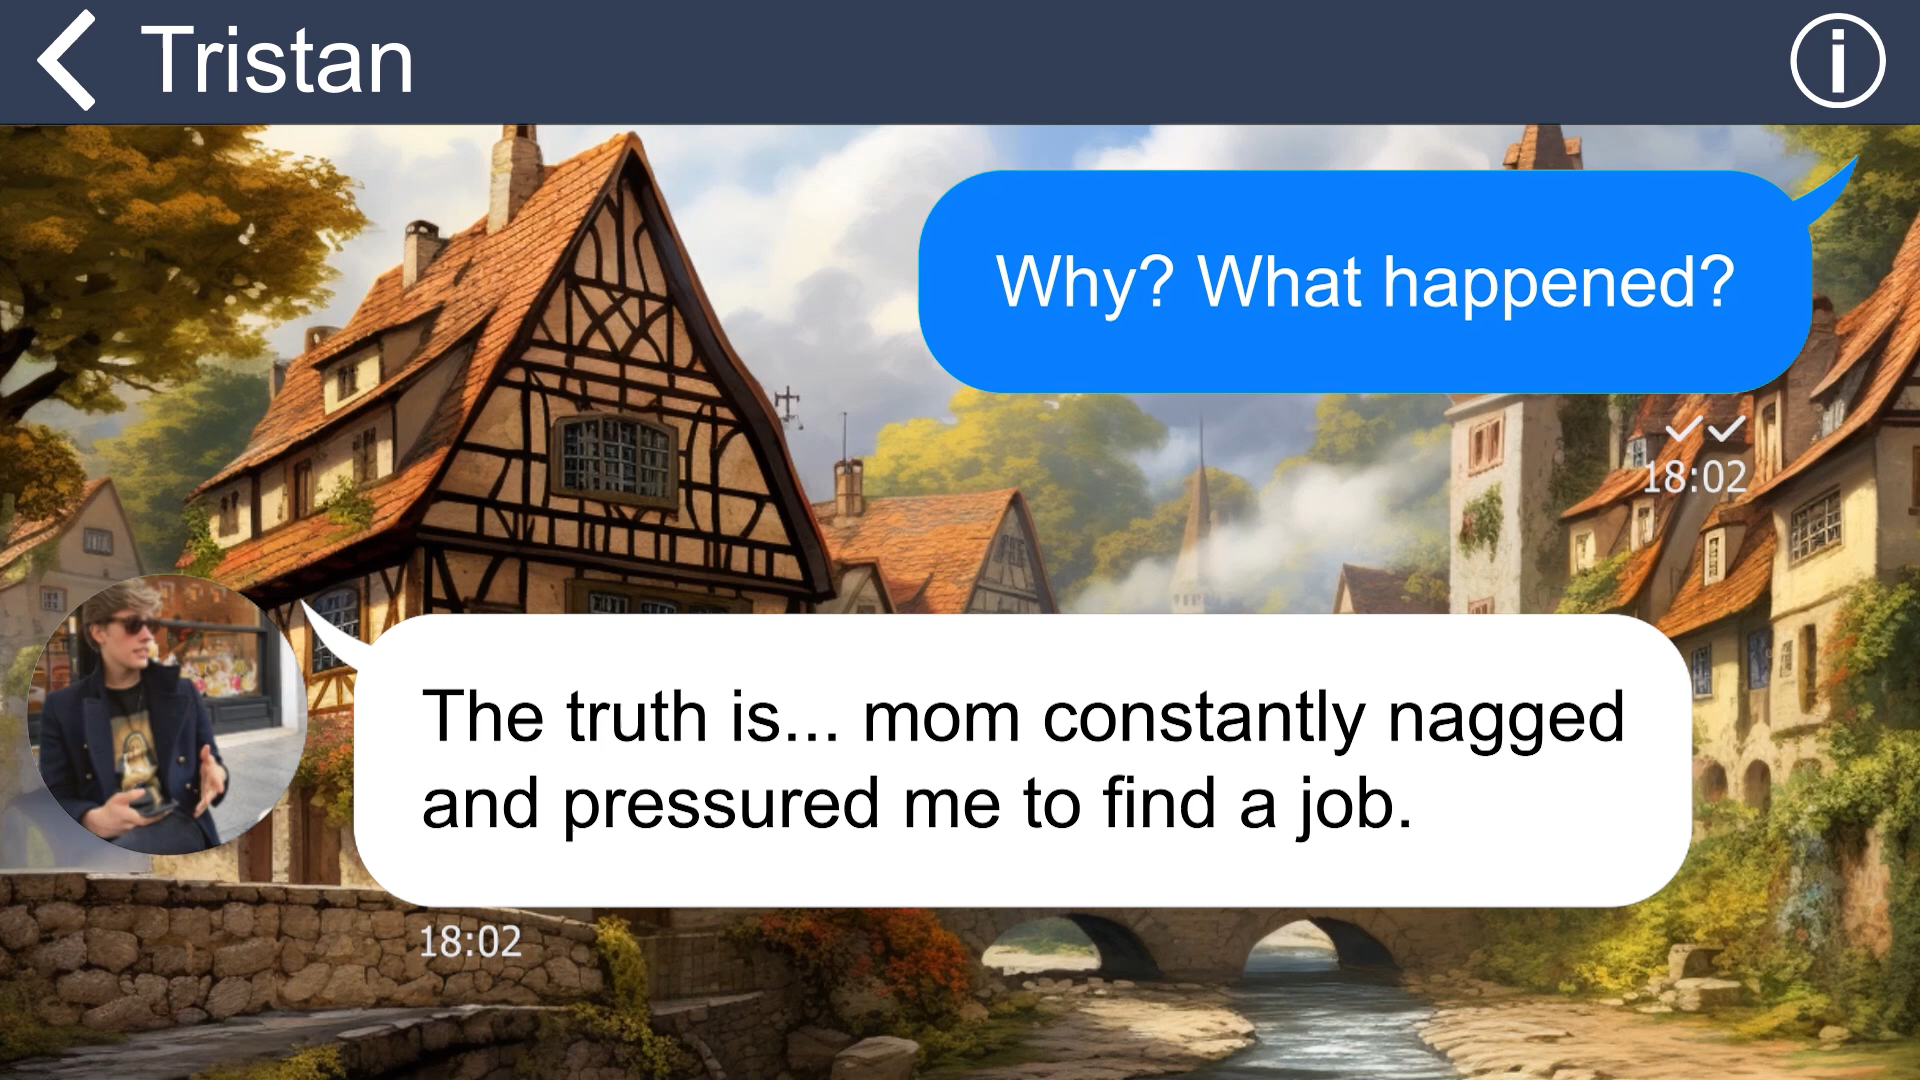 Tristan
Why? What happened?
18:02
The truth is... mom constantly nagged
and pressured me to find a job.
18:02